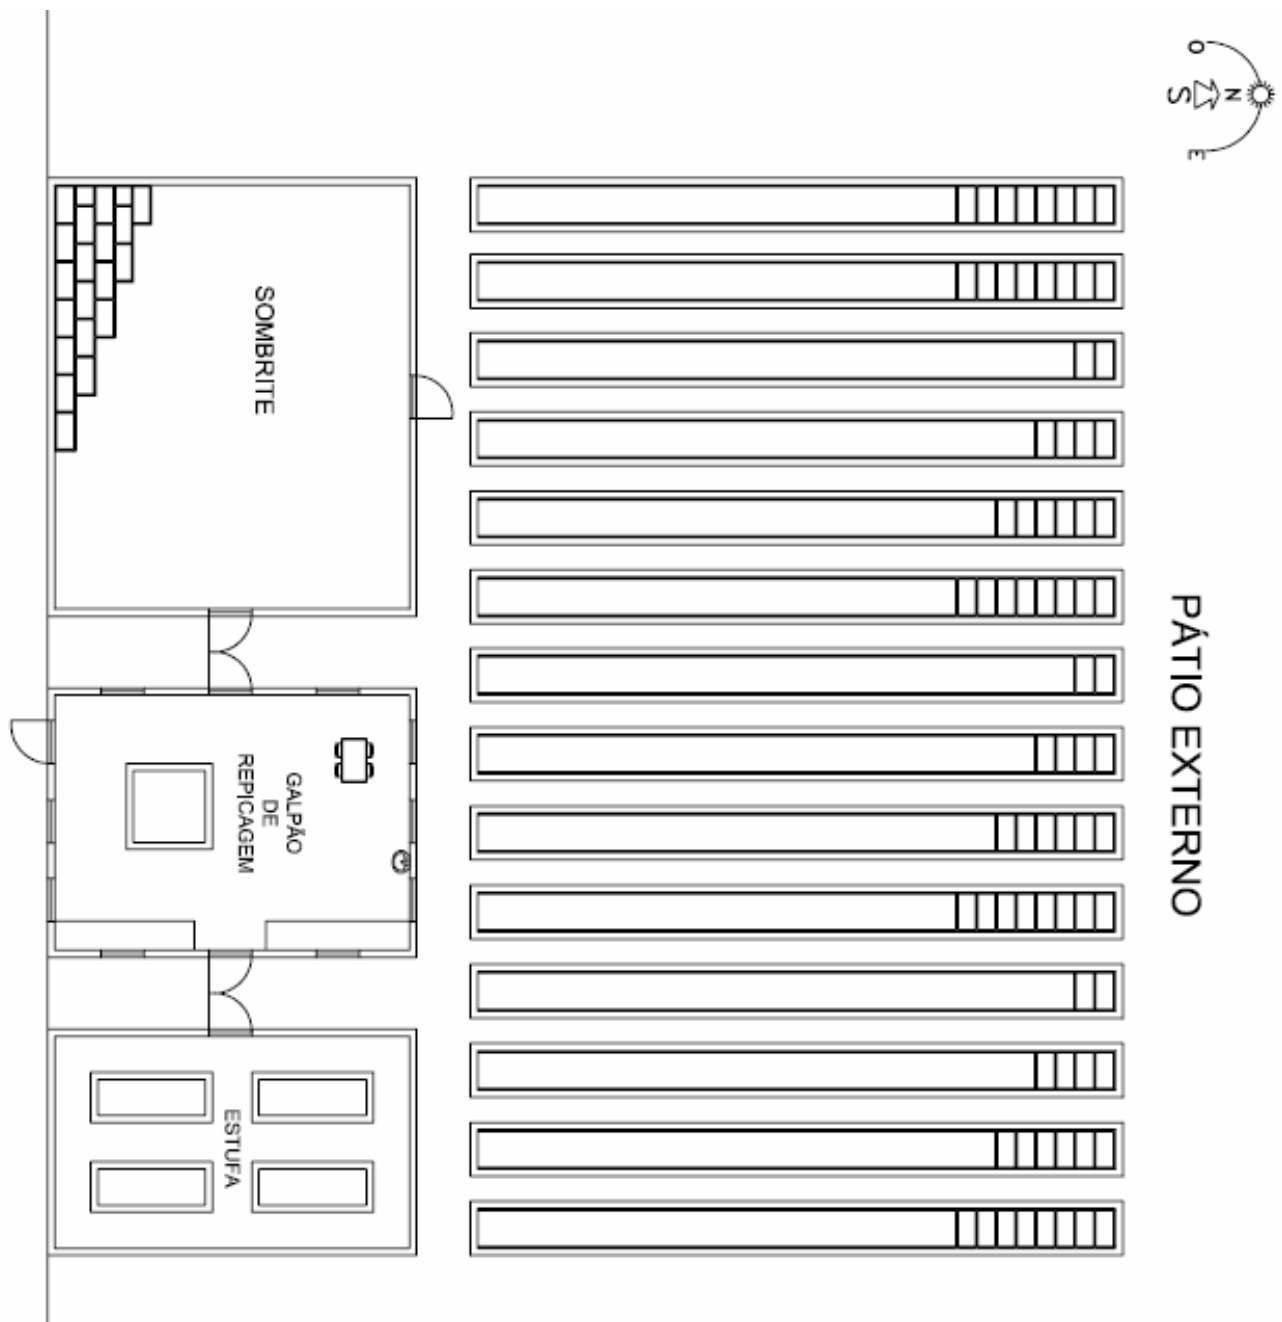 O
N
S
E
SOMBRITE
PÁTIO EXTERNO
GALPÃO
DE
REPICAGEM
ESTUFA